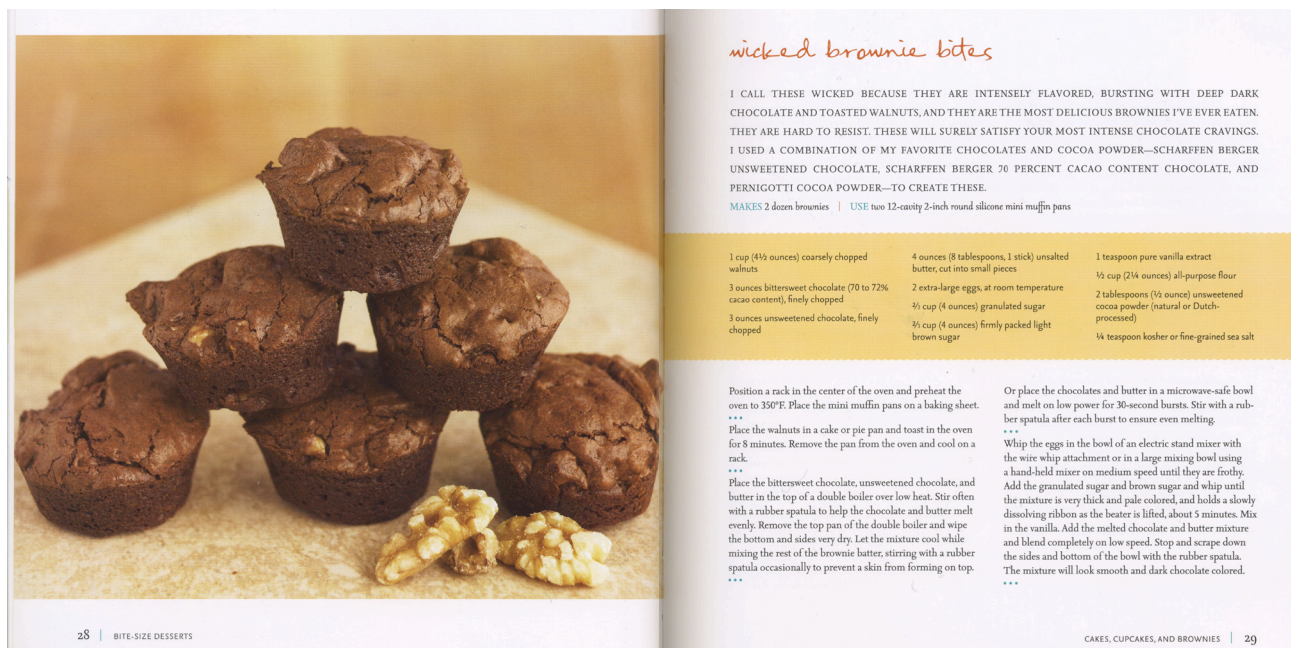 28 | BITE-SIZE DESSERTS
wicked brownie bites
I CALL THESE WICKED BECAUSE THEY ARE INTENSELY FLAVORED, BURSTING WITH DEEP DARK
CHOCOLATE AND TOASTED WALNUTS, AND THEY ARE THE MOST DELICIOUS BROWNIES I'VE EVER EATEN.
THEY ARE HARD TO RESIST. THESE WILL SURELY SATISFY YOUR MOST INTENSE CHOCOLATE CRAVINGS.
I USED A COMBINATION OF MY FAVORITE CHOCOLATES AND COCOA POWDER—SCHARFFEN BERGER
UNSWEETENED CHOCOLATE, SCHARFFEN BERGER 70 PERCENT CACAO CONTENT CHOCOLATE, AND
PERNIGOTTI COCOA POWDER—TO CREATE THESE.
MAKES 2 dozen brownies | USE two 12-cavity 2-inch round silicone mini muffin pans
1 cup (4½ ounces) coarsely chopped
walnuts
3 ounces bittersweet chocolate (70 to 72%
cacao content), finely chopped
3 ounces unsweetened chocolate, finely
chopped
4 ounces (8 tablespoons, 1 stick) unsalted
butter, cut into small pieces
2 extra-large eggs, at room temperature
⅔ cup (4 ounces) granulated sugar
⅔ cup (4 ounces) firmly packed light
brown sugar
1 teaspoon pure vanilla extract
½ cup (2¼ ounces) all-purpose flour
2 tablespoons (½ ounce) unsweetened
cocoa powder (natural or Dutch-
processed)
¼ teaspoon kosher or fine-grained sea salt
Position a rack in the center of the oven and preheat the
oven to 350°F. Place the mini muffin pans on a baking sheet.
•••
Place the walnuts in a cake or pie pan and toast in the oven
for 8 minutes. Remove the pan from the oven and cool on a
rack.
•••
Place the bittersweet chocolate, unsweetened chocolate, and
butter in the top of a double boiler over low heat. Stir often
with a rubber spatula to help the chocolate and butter melt
evenly. Remove the top pan of the double boiler and wipe
the bottom and sides very dry. Let the mixture cool while
mixing the rest of the brownie batter, stirring with a rubber
spatula occasionally to prevent a skin from forming on top.
•••
Or place the chocolates and butter in a microwave-safe bowl
and melt on low power for 30-second bursts. Stir with a rub-
ber spatula after each burst to ensure even melting.
•••
Whip the eggs in the bowl of an electric stand mixer with
the wire whip attachment or in a large mixing bowl using
a hand-held mixer on medium speed until they are frothy.
Add the granulated sugar and brown sugar and whip until
the mixture is very thick and pale colored, and holds a slowly
dissolving ribbon as the beater is lifted, about 5 minutes. Mix
in the vanilla. Add the melted chocolate and butter mixture
and blend completely on low speed. Stop and scrape down
the sides and bottom of the bowl with the rubber spatula.
The mixture will look smooth and dark chocolate colored.
•••
CAKES, CUPCAKES, AND BROWNIES | 29